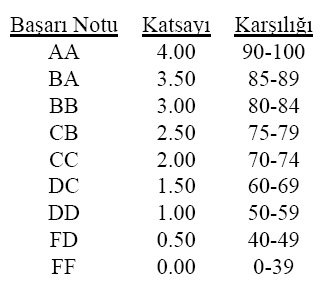 Başarı Notu Katsayı Karşılığı
AA 4.00 90-100
BA 3.50 85-89
BB 3.00 80-84
CB 2.50 75-79
CC 2.00 70-74
DC 1.50 60-69
DD 1.00 50-59
FD 0.50 40-49
FF 0.00 0-39